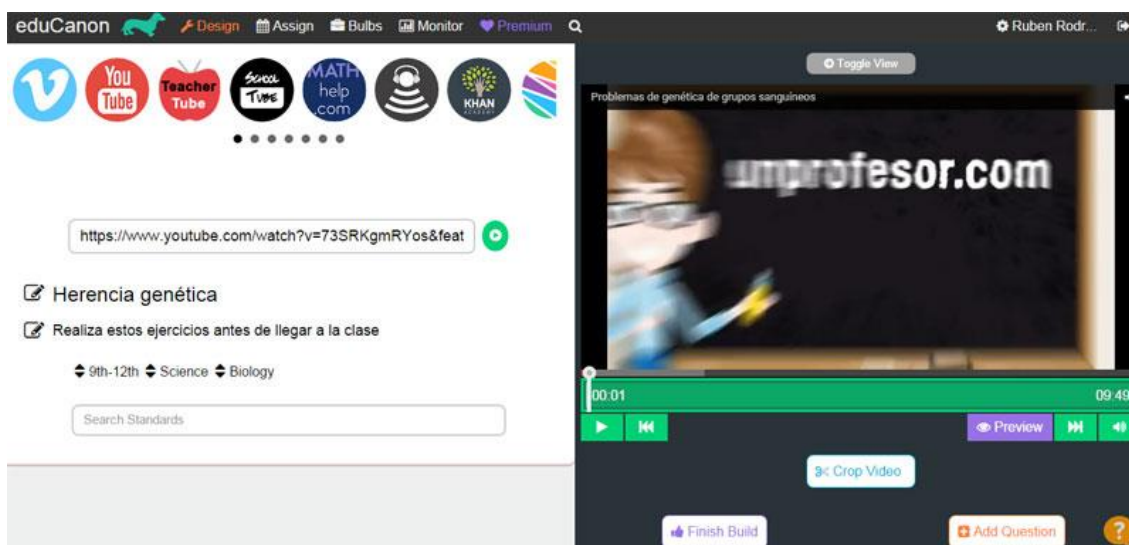 eduCanon Design Assign Bulbs Monitor Premium Ruben Rodr...
You Tube
Teacher Tube
School Tube
MATH help .com
KHAN ACADEMY
Toggle View
Problemas de genética de grupos sanguíneos
unprofesor.com
https://www.youtube.com/watch?v=73SRKgmRYos&feat
Herencia genética
Realiza estos ejercicios antes de llegar a la clase
9th-12th Science Biology
Search Standards
00:01 09:49
Preview
Crop Video
Finish Build Add Question ?